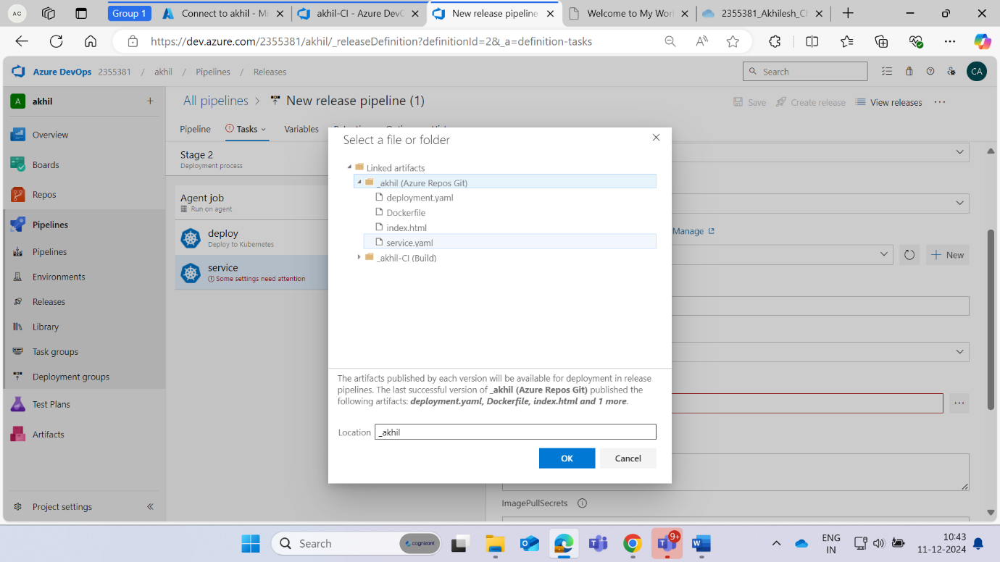 AC
Group 1
Connect to akhil - Mi
akhil-CI - Azure DevO
New release pipeline
Welcome to My Wor
2355381_Akhilesh_Ch
https://dev.azure.com/2355381/akhil/_releaseDefinition?definitionId=2&_a=definition-tasks
Azure DevOps 2355381 / akhil / Pipelines / Releases
Search
CA
A akhil +
All pipelines > New release pipeline (1)
Save Create release View releases ...
Pipeline Tasks Variables
Overview
Boards
Repos
Pipelines
Pipelines
Environments
Releases
Library
Task groups
Deployment groups
Test Plans
Artifacts
Project settings
Stage 2
Deployment process
Agent job
Run on agent
deploy
Deploy to Kubernetes
service
Some settings need attention
Select a file or folder
Linked artifacts
_akhil (Azure Repos Git)
deployment.yaml
Dockerfile
index.html
service.yaml
_akhil-CI (Build)
The artifacts published by each version will be available for deployment in release
pipelines. The last successful version of _akhil (Azure Repos Git) published the
following artifacts: deployment.yaml, Dockerfile, index.html and 1 more.
Location _akhil
OK Cancel
Manage
New
...
ImagePullSecrets
Search
cognizant
9+
ENG
IN
10:43
11-12-2024